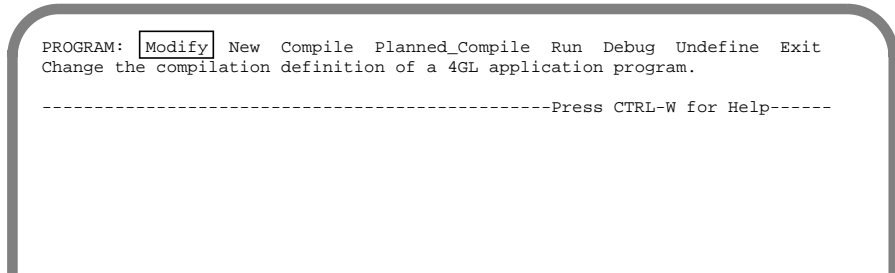 PROGRAM: Modify New Compile Planned_Compile Run Debug Undefine Exit
Change the compilation definition of a 4GL application program.
-------------------------------------------------Press CTRL-W for Help------